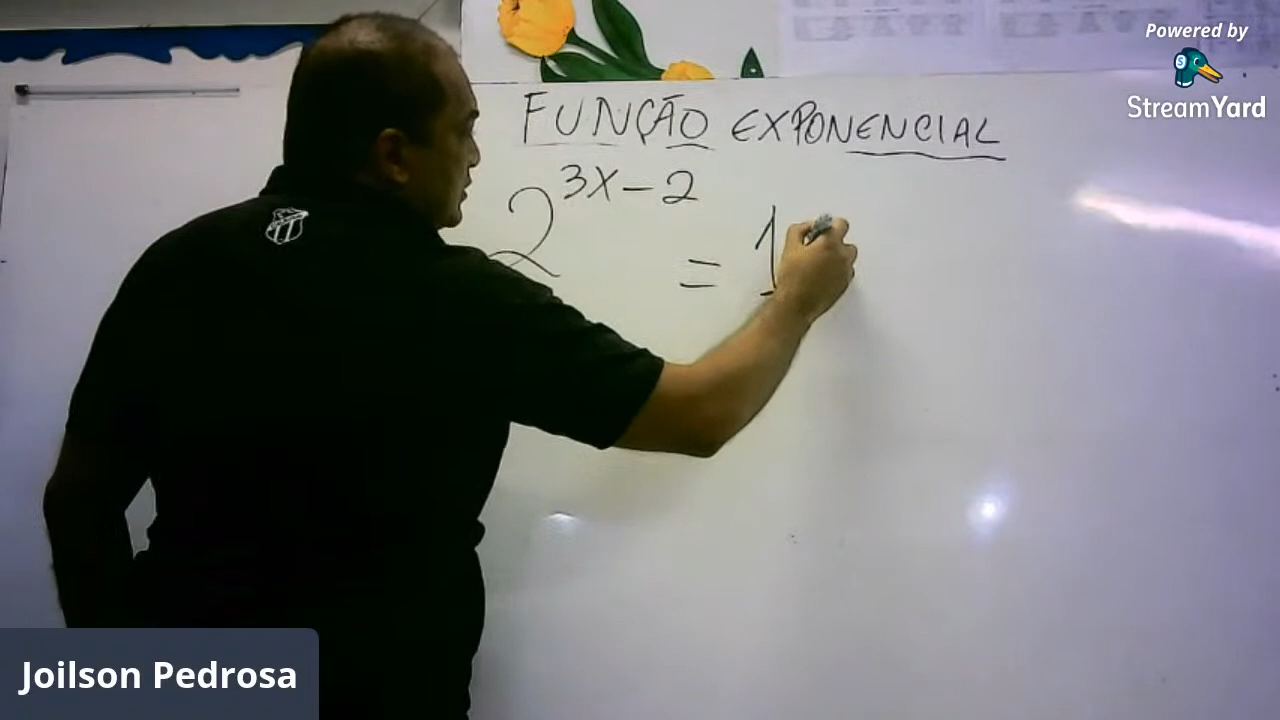 Powered by
StreamYard
FUNÇÃO EXPONENCIAL
2^{3X-2} = 1
Joilson Pedrosa